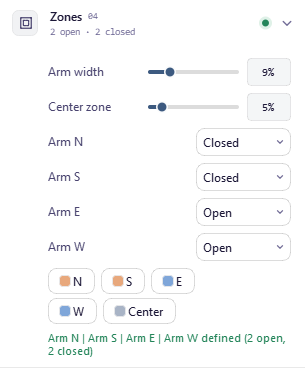 Zones 04
2 open · 2 closed
Arm width 9%
Center zone 5%
Arm N Closed
Arm S Closed
Arm E Open
Arm W Open
N S E
W Center
Arm N | Arm S | Arm E | Arm W defined (2 open,
2 closed)